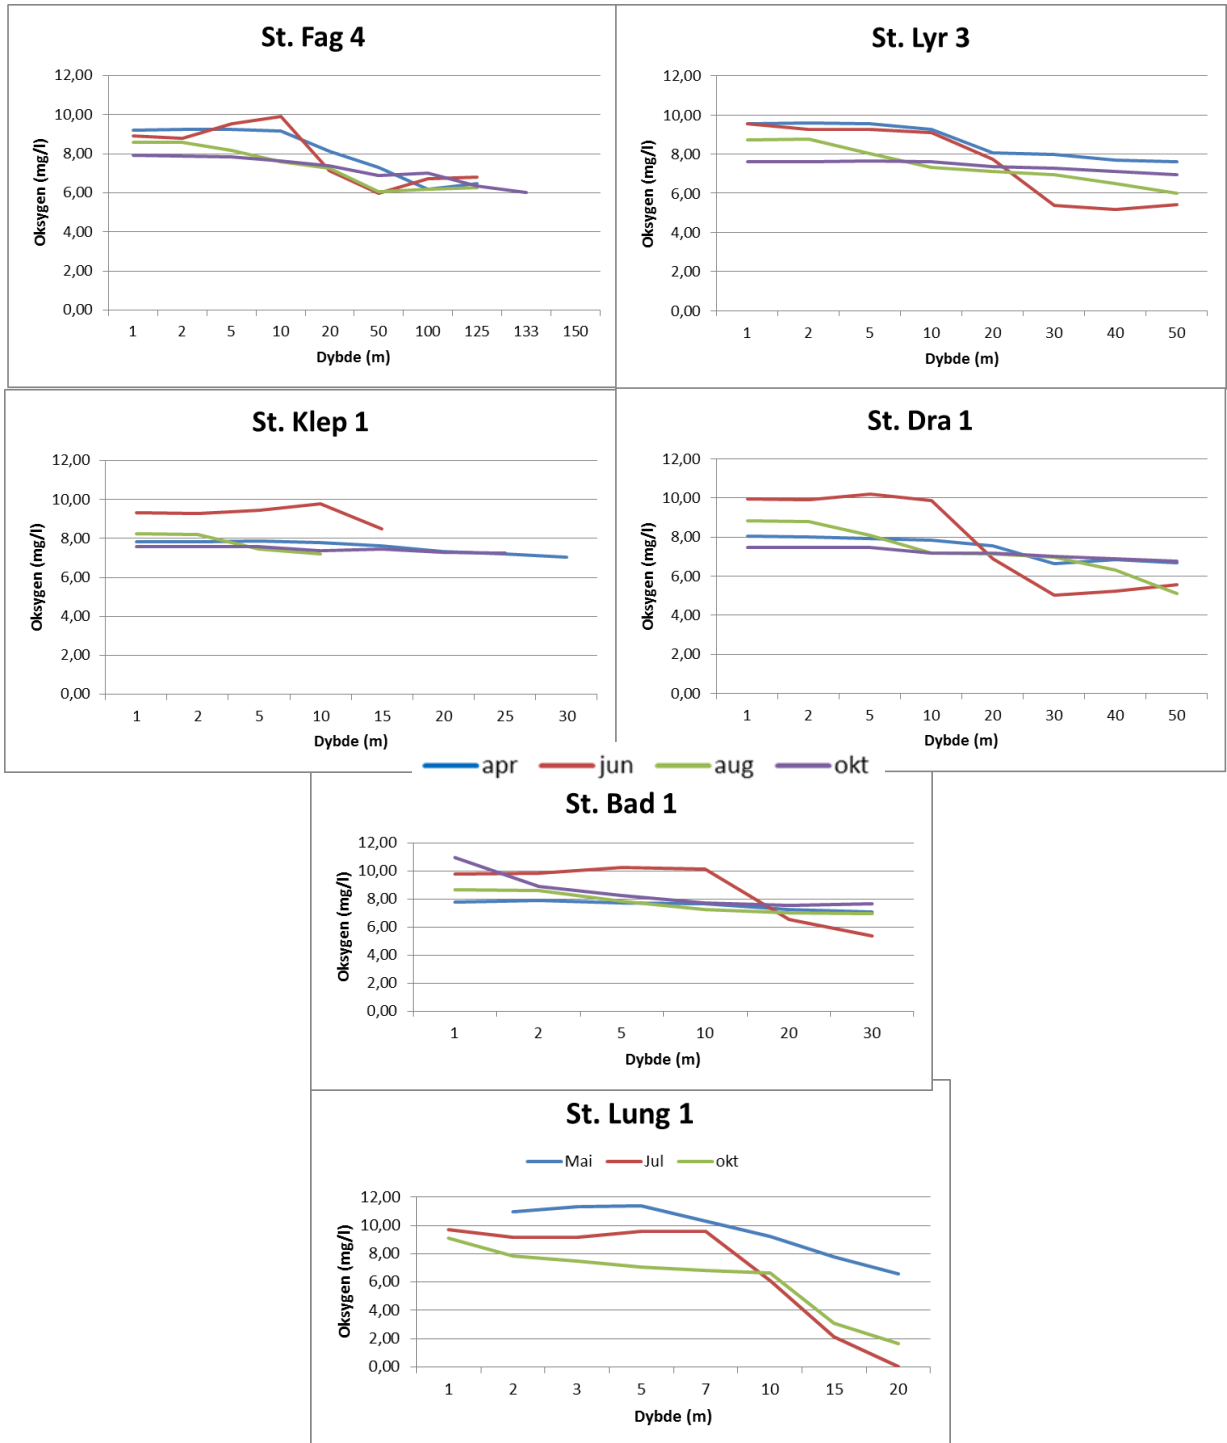 St. Fag 4
12,00
10,00
8,00
6,00
4,00
2,00
0,00
Oksygen (mg/l)
1 2 5 10 20 50 100 125 133 150
Dybde (m)
St. Lyr 3
12,00
10,00
8,00
6,00
4,00
2,00
0,00
Oksygen (mg/l)
1 2 5 10 20 30 40 50
Dybde (m)
St. Klep 1
12,00
10,00
8,00
6,00
4,00
2,00
0,00
Oksygen (mg/l)
1 2 5 10 15 20 25 30
Dybde (m)
St. Dra 1
12,00
10,00
8,00
6,00
4,00
2,00
0,00
Oksygen (mg/l)
1 2 5 10 20 30 40 50
Dybde (m)
apr jun aug okt
St. Bad 1
12,00
10,00
8,00
6,00
4,00
2,00
0,00
Oksygen (mg/l)
1 2 5 10 20 30
Dybde (m)
St. Lung 1
Mai Jul okt
12,00
10,00
8,00
6,00
4,00
2,00
0,00
Oksygen (mg/l)
1 2 3 5 7 10 15 20
Dybde (m)